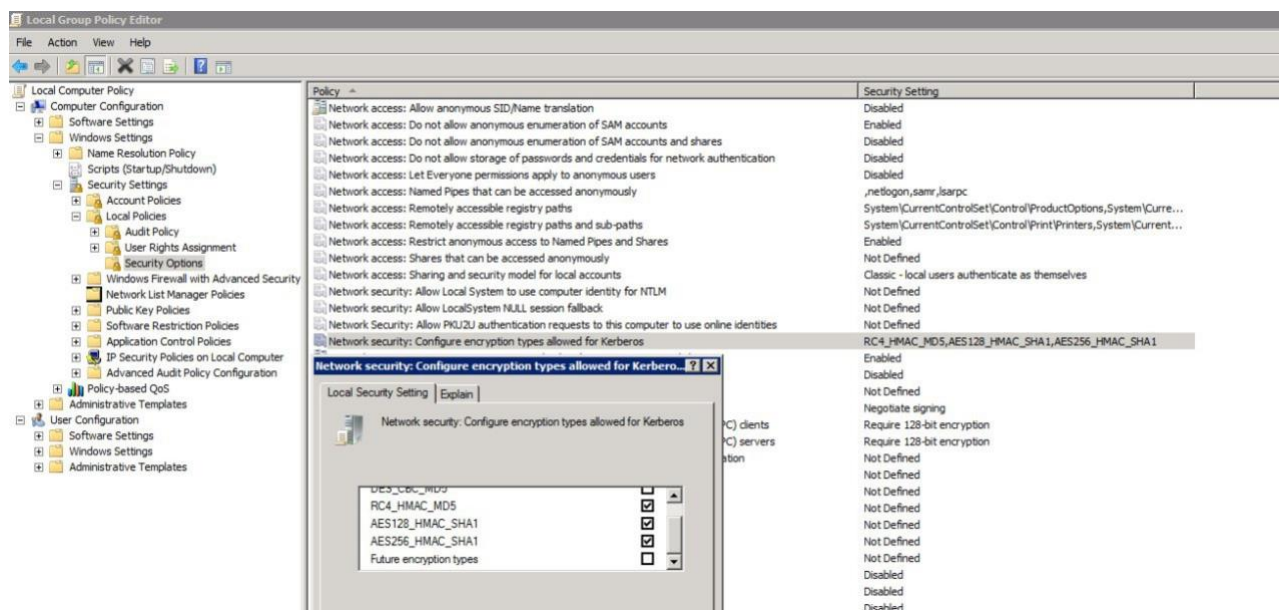 Local Group Policy Editor
File Action View Help
Local Computer Policy
Computer Configuration
Software Settings
Windows Settings
Name Resolution Policy
Scripts (Startup/Shutdown)
Security Settings
Account Policies
Local Policies
Audit Policy
User Rights Assignment
Security Options
Windows Firewall with Advanced Security
Network List Manager Policies
Public Key Policies
Software Restriction Policies
Application Control Policies
IP Security Policies on Local Computer
Advanced Audit Policy Configuration
Policy-based QoS
Administrative Templates
User Configuration
Software Settings
Windows Settings
Administrative Templates
Policy Security Setting
Network access: Allow anonymous SID/Name translation Disabled
Network access: Do not allow anonymous enumeration of SAM accounts Enabled
Network access: Do not allow anonymous enumeration of SAM accounts and shares Disabled
Network access: Do not allow storage of passwords and credentials for network authentication Disabled
Network access: Let Everyone permissions apply to anonymous users Disabled
Network access: Named Pipes that can be accessed anonymously ,netlogon,samr,lsarpc
Network access: Remotely accessible registry paths System\CurrentControlSet\Control\ProductOptions,System\Curre...
Network access: Remotely accessible registry paths and sub-paths System\CurrentControlSet\Control\Print\Printers,System\Current...
Network access: Restrict anonymous access to Named Pipes and Shares Enabled
Network access: Shares that can be accessed anonymously Not Defined
Network access: Sharing and security model for local accounts Classic - local users authenticate as themselves
Network security: Allow Local System to use computer identity for NTLM Not Defined
Network security: Allow LocalSystem NULL session fallback Not Defined
Network Security: Allow PKU2U authentication requests to this computer to use online identities Not Defined
Network security: Configure encryption types allowed for Kerberos RC4_HMAC_MD5,AES128_HMAC_SHA1,AES256_HMAC_SHA1
Enabled
Disabled
Not Defined
Negotiate signing
PC) clients Require 128-bit encryption
PC) servers Require 128-bit encryption
ation Not Defined
Not Defined
Not Defined
Not Defined
Not Defined
Not Defined
Not Defined
Disabled
Disabled
Disabled
Network security: Configure encryption types allowed for Kerbero...
Local Security Setting Explain
Network security: Configure encryption types allowed for Kerberos
DES_CBC_MD5
RC4_HMAC_MD5
AES128_HMAC_SHA1
AES256_HMAC_SHA1
Future encryption types